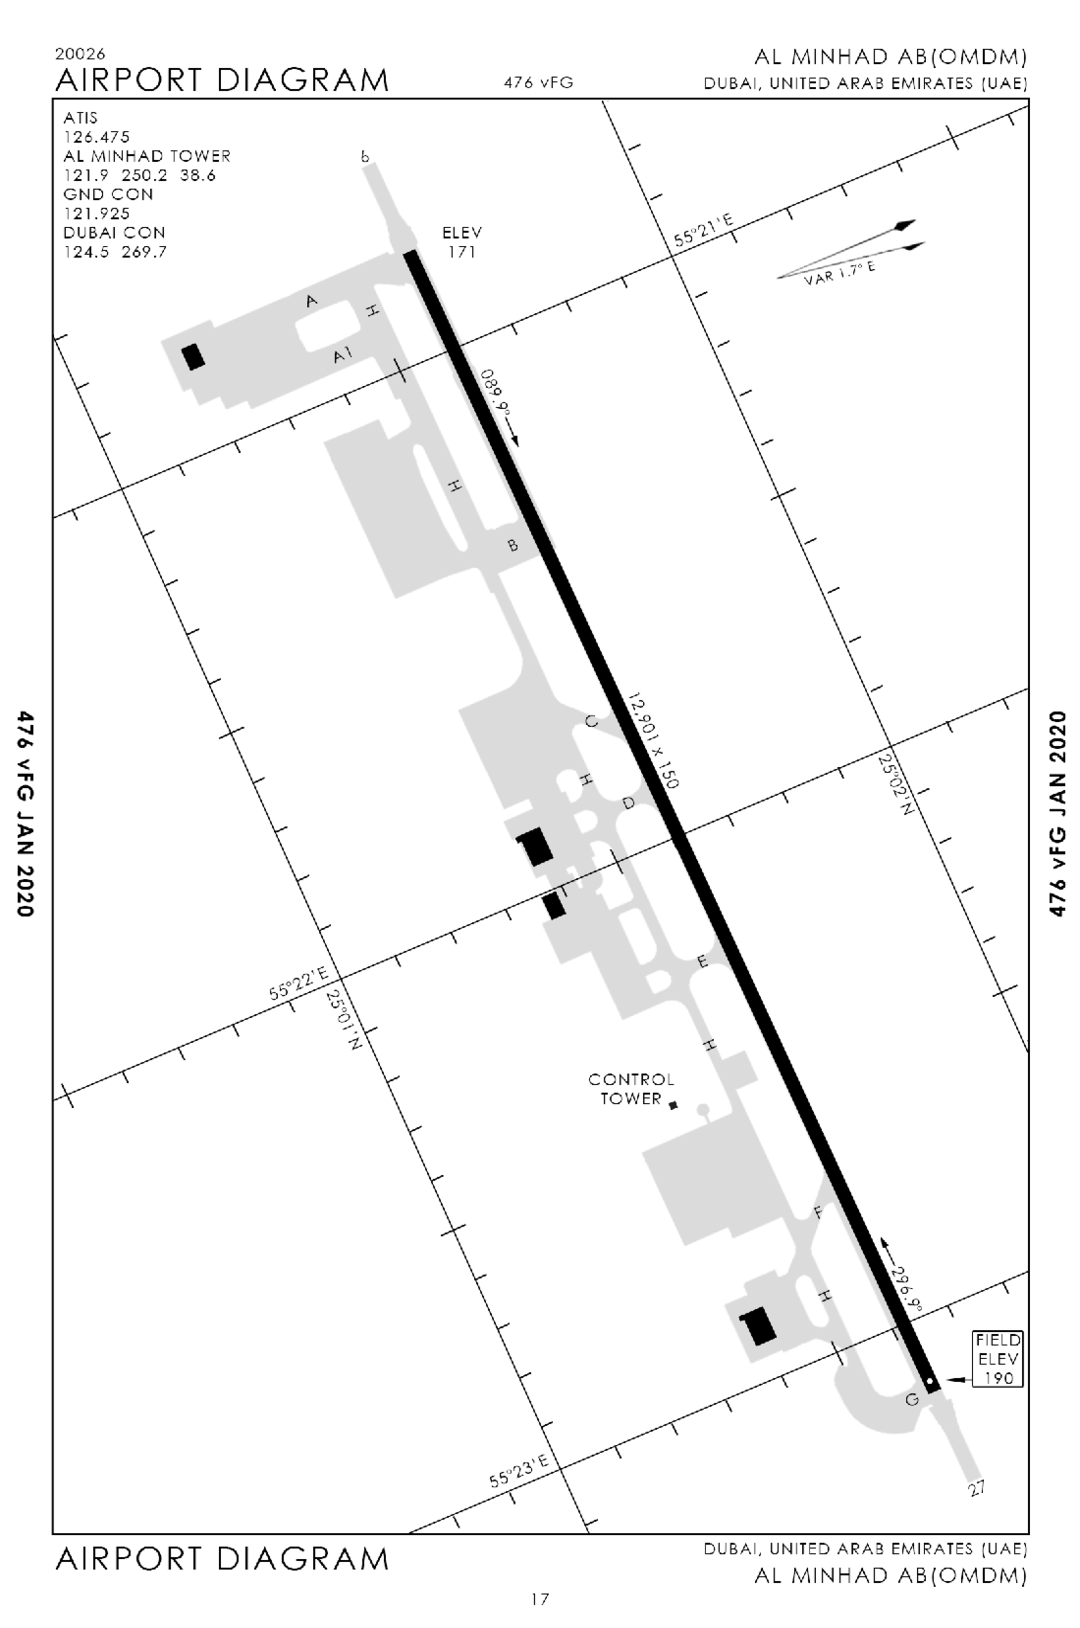 20026
AIRPORT DIAGRAM
476 vFG
AL MINHAD AB(OMDM)
DUBAI, UNITED ARAB EMIRATES (UAE)
ATIS
126.475
AL MINHAD TOWER
121.9 250.2 38.6
GND CON
121.925
DUBAI CON
124.5 269.7
6
ELEV
171
55°21'E
VAR 1.7° E
A
H
A1
089.9°
H
B
12,901 x 150
C
H
D
25°02'N
476 vFG JAN 2020
476 vFG JAN 2020
55°22'E
25°01'N
E
H
CONTROL
TOWER
F
H
296.9°
FIELD
ELEV
190
G
55°23'E
27
AIRPORT DIAGRAM
DUBAI, UNITED ARAB EMIRATES (UAE)
AL MINHAD AB(OMDM)
17